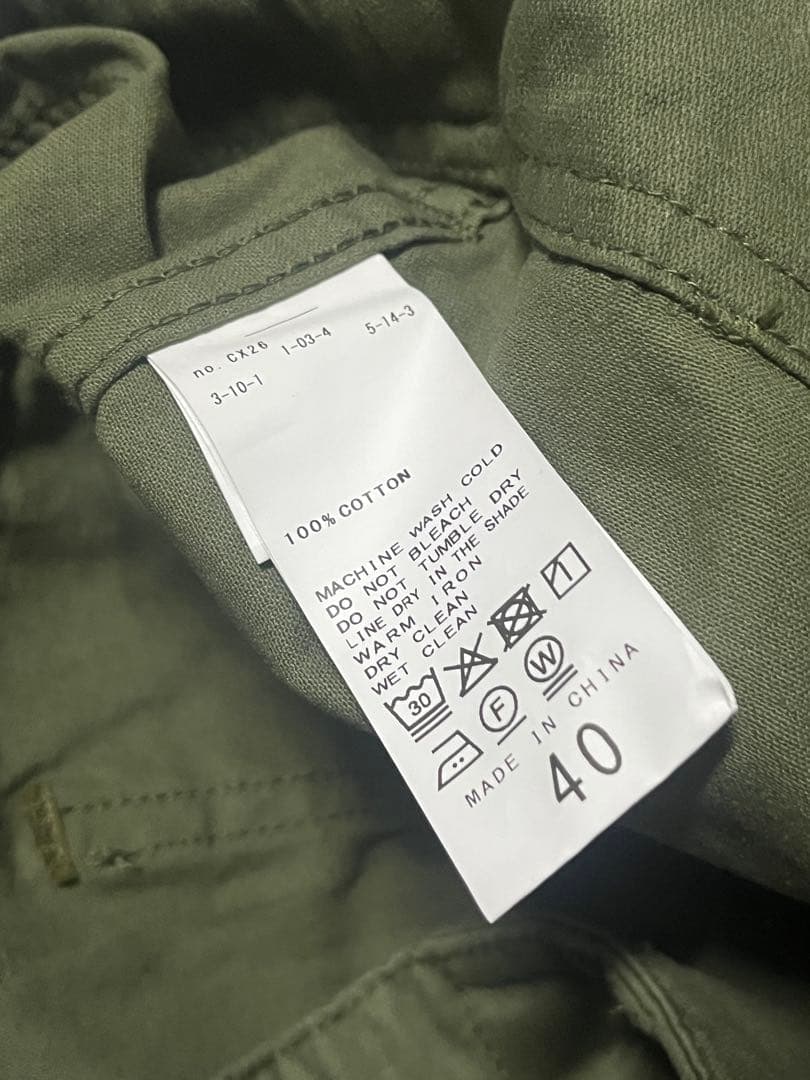 no. CX26 1-03-4 5-14-3
3-10-1
100% COTTON
MACHINE WASH COLD
DO NOT BLEACH
DO NOT TUMBLE DRY
LINE DRY IN THE SHADE
WARM IRON
DRY CLEAN
WET CLEAN
30
F W
MADE IN CHINA
40